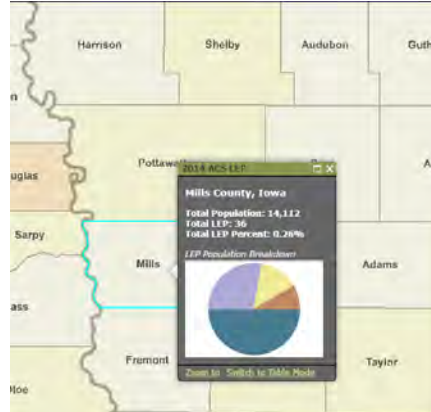 Harrison
Shelby
Audubon
Guth
n
Pottawa
A
uglas
2014 ACS LEP
Mills County, Iowa
Total Population: 14,112
Total LEP: 36
Total LEP Percent: 0.26%
LEP Population Breakdown
Sarpy
Mills
Adams
ass
Fremont
Taylor
oe
Zoom to Switch to Table Mode